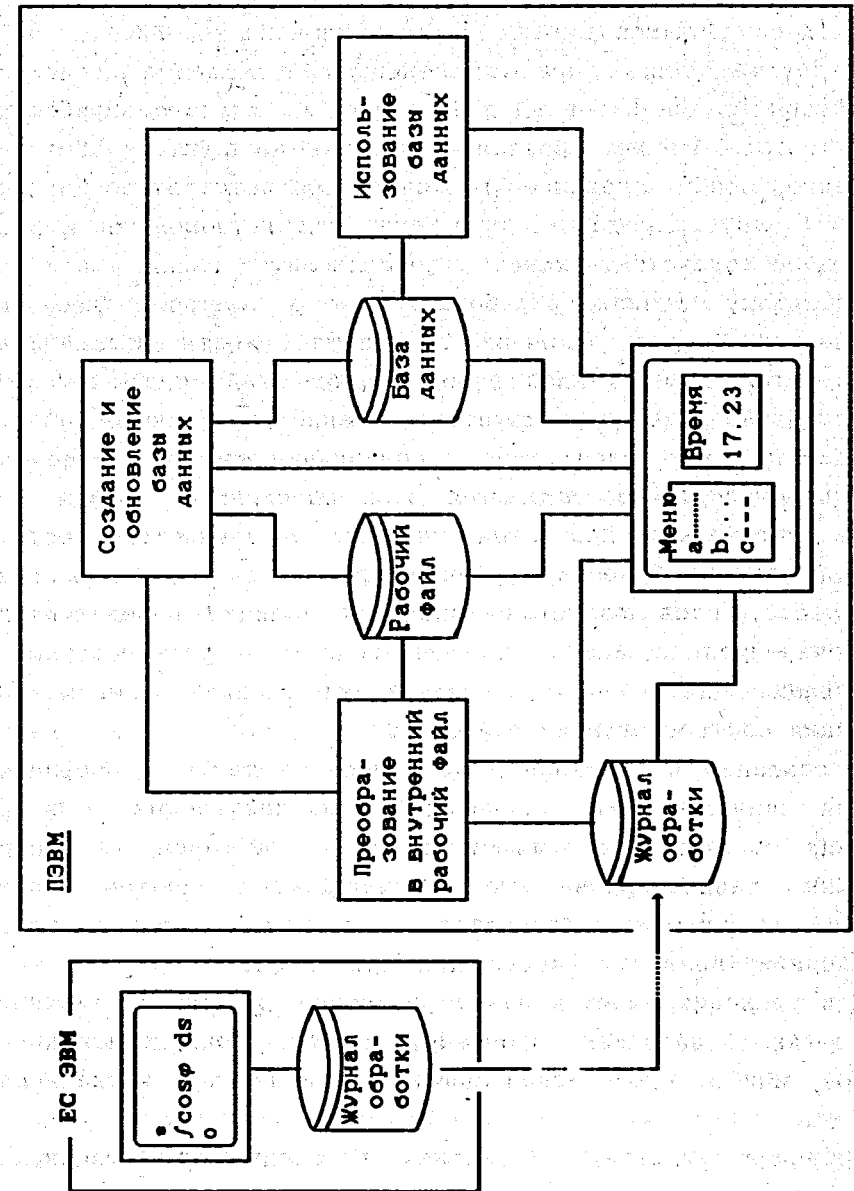 ЕС ЭВМ
s
∫cosφ ds
0
Журнал
обра-
ботки
ПЭВМ
Преобра-
зование
в внутренний
рабочий файл
Журнал
обра-
ботки
Создание и
обновление
базы
данных
Рабочий
файл
База
данных
Исполь-
зование
базы
данных
Меню
a
b...
c---
Время
17.23